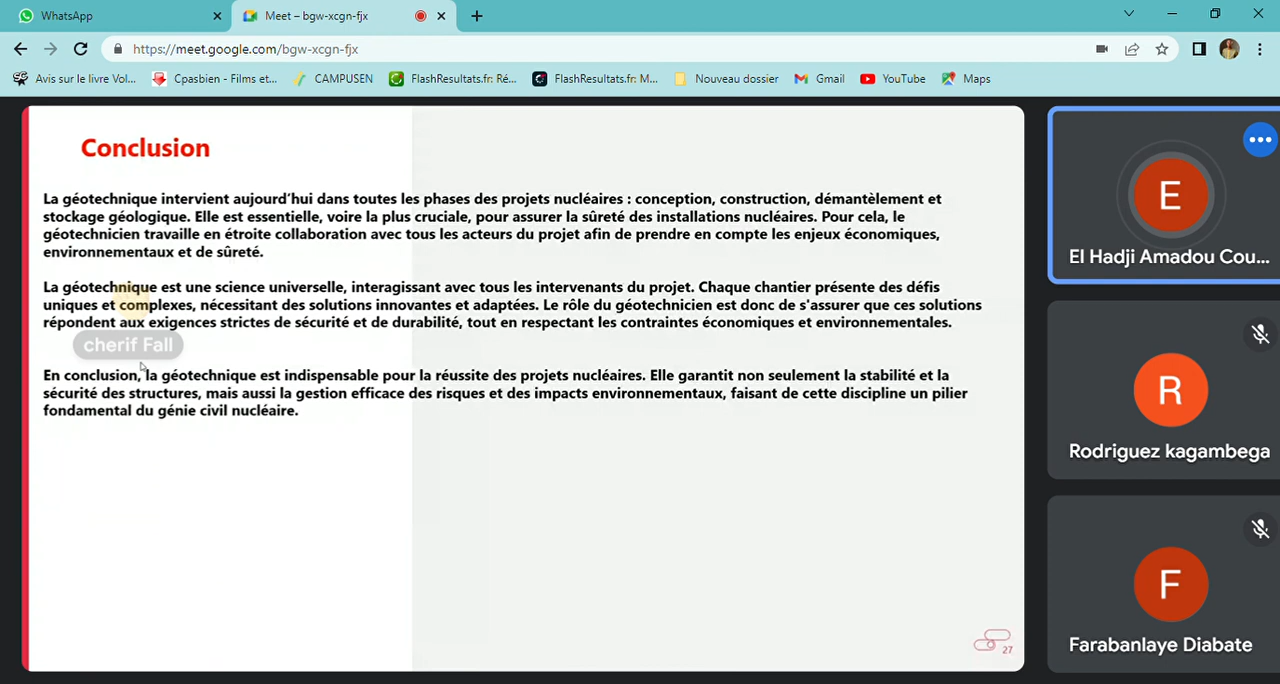 WhatsApp
Meet – bgw-xcgn-fjx
https://meet.google.com/bgw-xcgn-fjx
Avis sur le livre Vol...
Cpasbien - Films et...
CAMPUSEN
FlashResultats.fr: Ré...
FlashResultats.fr: M...
Nouveau dossier
Gmail
YouTube
Maps
Conclusion
La géotechnique intervient aujourd'hui dans toutes les phases des projets nucléaires : conception, construction, démantèlement et
stockage géologique. Elle est essentielle, voire la plus cruciale, pour assurer la sûreté des installations nucléaires. Pour cela, le
géotechnicien travaille en étroite collaboration avec tous les acteurs du projet afin de prendre en compte les enjeux économiques,
environnementaux et de sûreté.
La géotechnique est une science universelle, interagissant avec tous les intervenants du projet. Chaque chantier présente des défis
uniques et complexes, nécessitant des solutions innovantes et adaptées. Le rôle du géotechnicien est donc de s'assurer que ces solutions
répondent aux exigences strictes de sécurité et de durabilité, tout en respectant les contraintes économiques et environnementales.
cherif Fall
En conclusion, la géotechnique est indispensable pour la réussite des projets nucléaires. Elle garantit non seulement la stabilité et la
sécurité des structures, mais aussi la gestion efficace des risques et des impacts environnementaux, faisant de cette discipline un pilier
fondamental du génie civil nucléaire.
27
E
El Hadji Amadou Cou...
R
Rodriguez kagambega
F
Farabanlaye Diabate